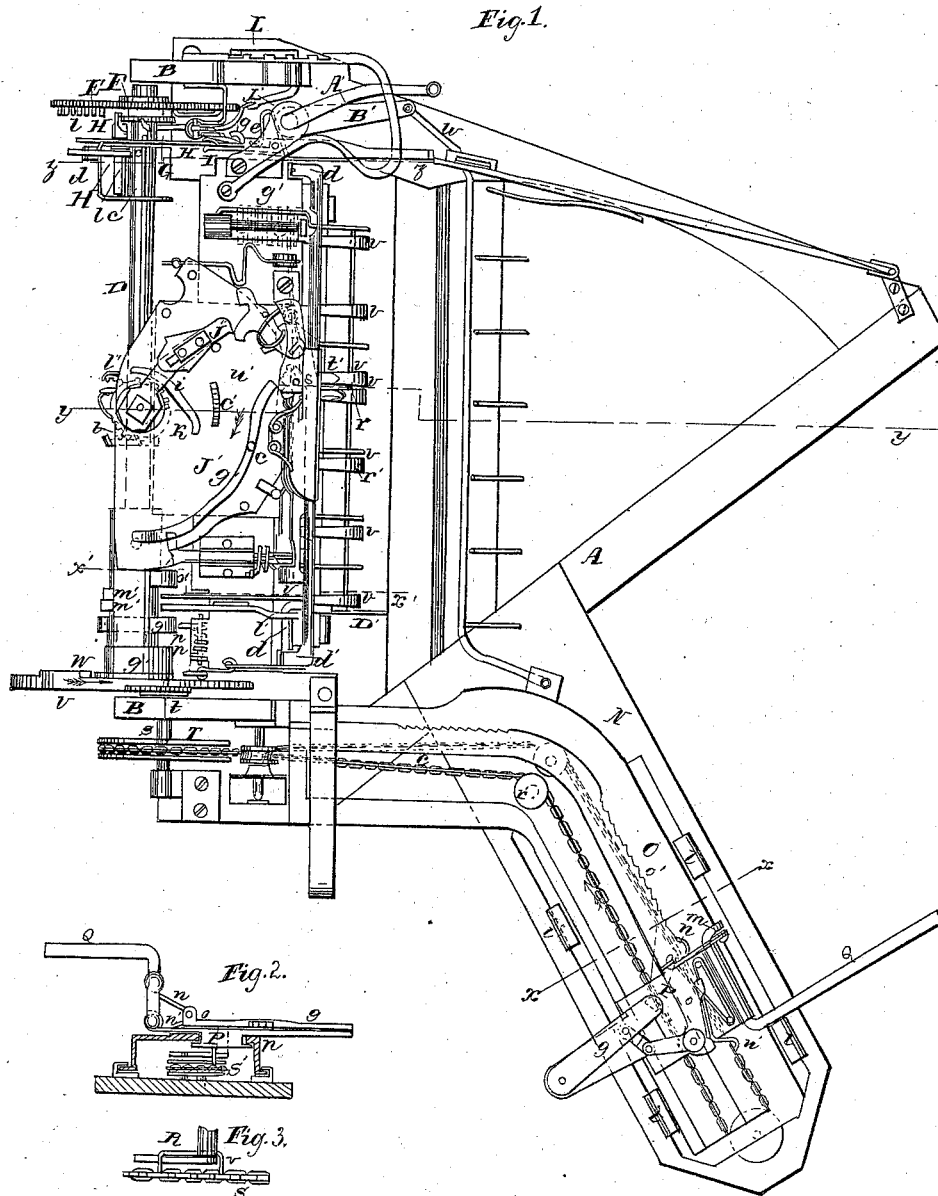 Fig. 1.
L
B
E
F
A'
J
l
H
g
e
B
w
H
I
z
z
d
G
H
d
l
c
g'
v
D
v
J
t'
v
l'
i
u'
s
v
y
c'
r
y
b
k
v
c
r'
J'
g'
v
A
x'
v
v
x'
m'
l'
D'
m'
g
n
d
n
d'
W
g'
v
B
t
N
s
T
c
r
O
o'
x
i
m
n
i
Q
x
P
g
n'
Q
Fig. 2.
n
n'
o
g
P
n
S'
R
Fig. 3.
v
S